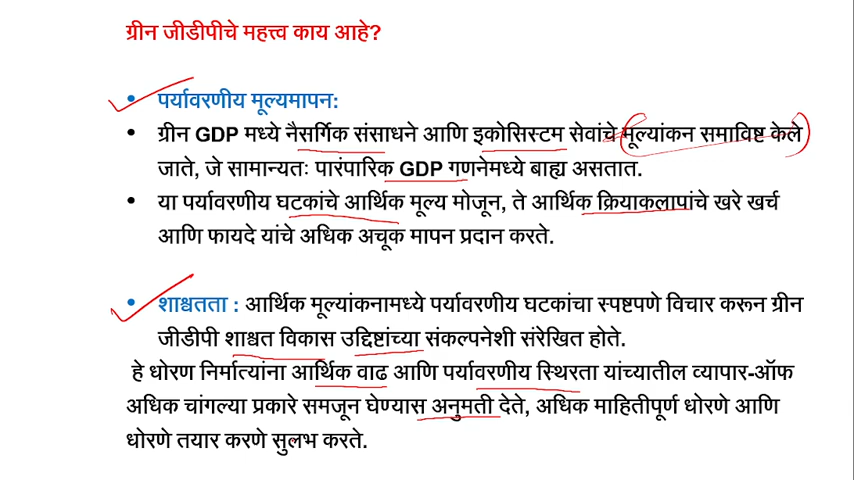 ग्रीन जीडीपीचे महत्त्व काय आहे?
• पर्यावरणीय मूल्यमापन:
• ग्रीन GDP मध्ये नैसर्गिक संसाधने आणि इकोसिस्टम सेवांचे मूल्यांकन समाविष्ट केले
जाते, जे सामान्यतः पारंपारिक GDP गणनेमध्ये बाह्य असतात.
• या पर्यावरणीय घटकांचे आर्थिक मूल्य मोजून, ते आर्थिक क्रियाकलापांचे खरे खर्च
आणि फायदे यांचे अधिक अचूक मापन प्रदान करते.
• शाश्वतता : आर्थिक मूल्यांकनामध्ये पर्यावरणीय घटकांचा स्पष्टपणे विचार करून ग्रीन
जीडीपी शाश्वत विकास उद्दिष्टांच्या संकल्पनेशी संरेखित होते.
हे धोरण निर्मात्यांना आर्थिक वाढ आणि पर्यावरणीय स्थिरता यांच्यातील व्यापार-ऑफ
अधिक चांगल्या प्रकारे समजून घेण्यास अनुमती देते, अधिक माहितीपूर्ण धोरणे आणि
धोरणे तयार करणे सुलभ करते.